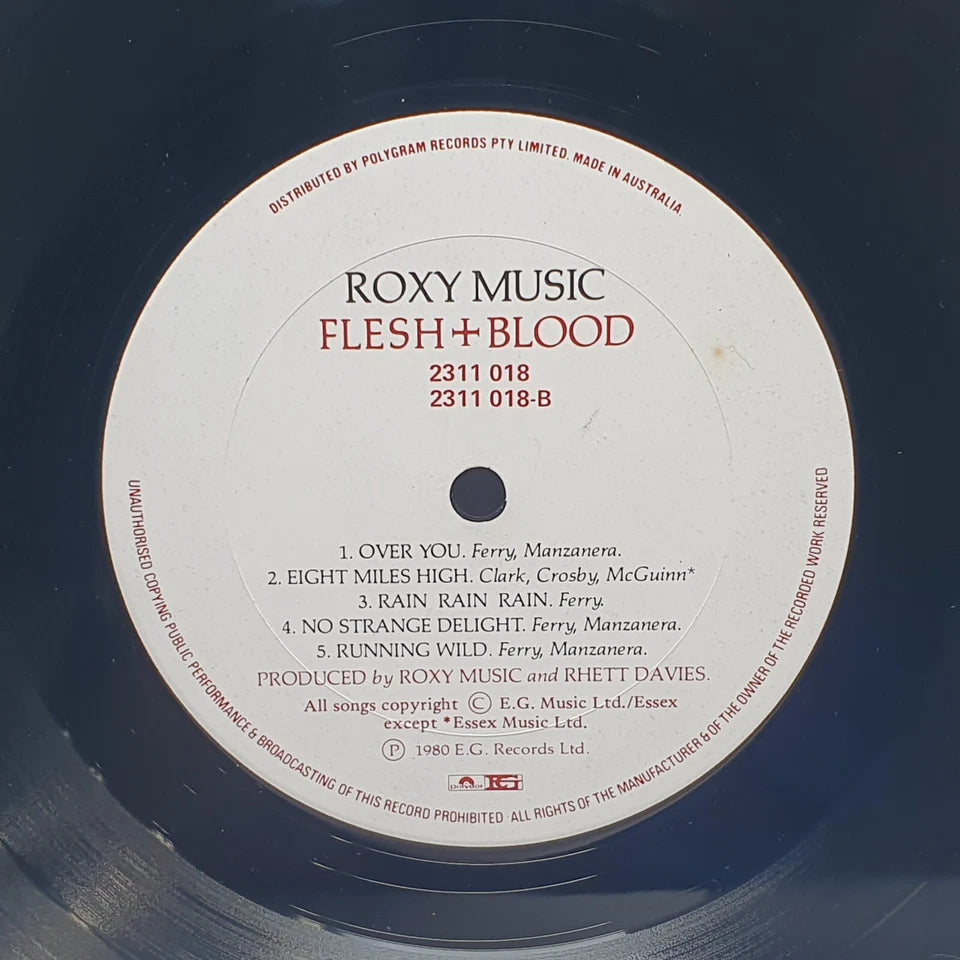 DISTRIBUTED BY POLYGRAM RECORDS PTY LIMITED. MADE IN AUSTRALIA.
ROXY MUSIC
FLESH+BLOOD
2311 018
2311 018-B
1. OVER YOU. Ferry, Manzanera.
2. EIGHT MILES HIGH. Clark, Crosby, McGuinn*
3. RAIN RAIN RAIN. Ferry.
4. NO STRANGE DELIGHT. Ferry, Manzanera.
5. RUNNING WILD. Ferry, Manzanera.
PRODUCED by ROXY MUSIC and RHETT DAVIES.
All songs copyright © E.G. Music Ltd./Essex
except *Essex Music Ltd.
℗ 1980 E.G. Records Ltd.
polydor EG
UNAUTHORISED COPYING PUBLIC PERFORMANCE & BROADCASTING OF THIS RECORD PROHIBITED · ALL RIGHTS OF THE MANUFACTURER & OF THE OWNER OF THE RECORDED WORK RESERVED